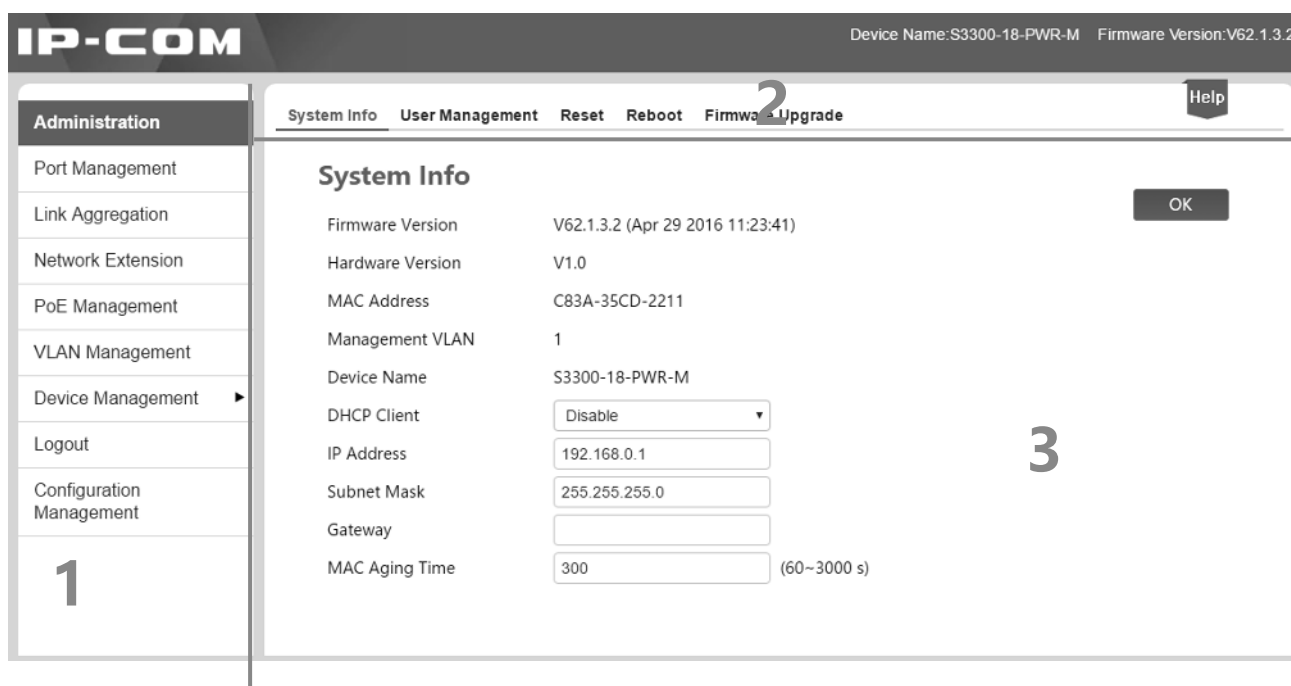 IP-COM
Device Name:S3300-18-PWR-M Firmware Version:V62.1.3.2
Administration
Port Management
Link Aggregation
Network Extension
PoE Management
VLAN Management
Device Management
Logout
Configuration
Management
1
System Info User Management Reset Reboot Firmware Upgrade
2
Help
System Info
OK
Firmware Version V62.1.3.2 (Apr 29 2016 11:23:41)
Hardware Version V1.0
MAC Address C83A-35CD-2211
Management VLAN 1
Device Name S3300-18-PWR-M
DHCP Client Disable
IP Address 192.168.0.1
Subnet Mask 255.255.255.0
Gateway
MAC Aging Time 300 (60~3000 s)
3